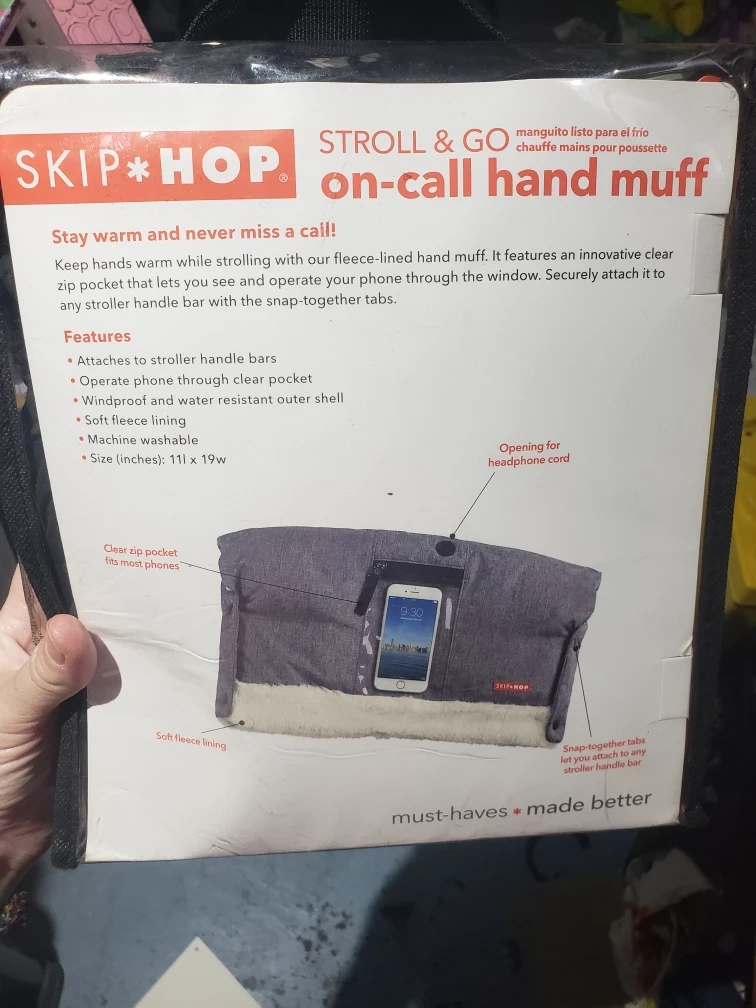 SKIP*HOP®
STROLL & GO
manguito listo para el frío
chauffe mains pour poussette
on-call hand muff
Stay warm and never miss a call!
Keep hands warm while strolling with our fleece-lined hand muff. It features an innovative clear
zip pocket that lets you see and operate your phone through the window. Securely attach it to
any stroller handle bar with the snap-together tabs.
Features
• Attaches to stroller handle bars
• Operate phone through clear pocket
• Windproof and water resistant outer shell
• Soft fleece lining
• Machine washable
• Size (inches): 11l x 19w
Opening for
headphone cord
Clear zip pocket
fits most phones
9:30
SKIP*HOP
Soft fleece lining
Snap-together tabs
let you attach to any
stroller handle bar
must-haves * made better